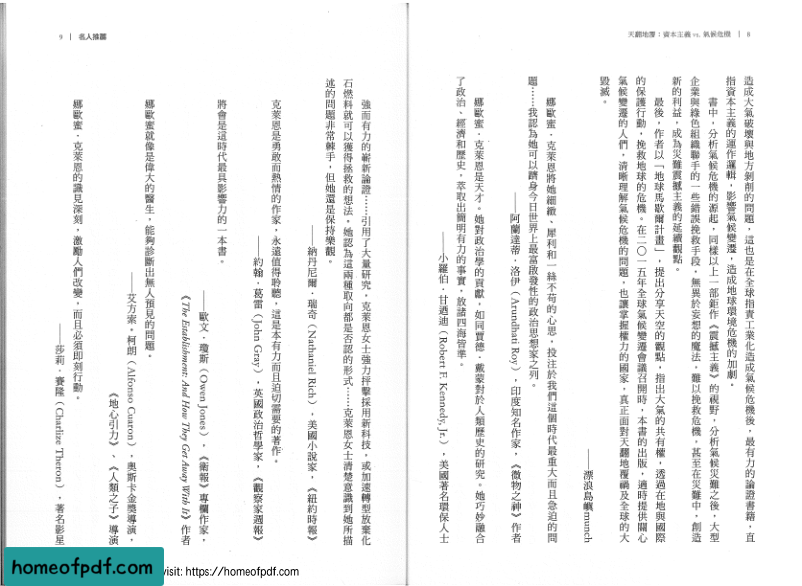 天翻地覆：資本主義 vs. 氣候危機 | 8
造成大氣破壞與地方剝削的問題，這也是在全球指責工業化造成氣候危機後，最有力的論證書籍，直
指資本主義的運作邏輯，影響氣候變遷，造成地球環境危機的加劇。
書中，分析氣候危機的源起，同樣以上一部鉅作《震撼主義》的視野，分析氣候災難之後，大型
企業與綠色組織聯手的一些錯誤挽救手段，無異於妄想的魔法，難以挽救危機，甚至在災難中，創造
新的利益，成為災難震撼主義的延續觀點。
最後，作者以「地球馬歇爾計畫」，提出分享天空的觀點，指出大氣的共有權，透過在地與國際
的保護行動，挽救地球的危機。在二〇一五年全球氣候變遷會議召開時，本書的出版，適時提供關心
氣候變遷的人們，清晰理解氣候危機的問題，也讓掌握權力的國家，真正面對天翻地覆禍及全球的大
毀滅。
——漂浪島嶼munch
娜歐蜜．克萊恩將她細緻、犀利和一絲不苟的心思，投注於我們這個時代最重大而且急迫的問
題……我認為她可以躋身今日世界上最富啟發性的政治思想家之列。
——阿蘭達蒂．洛伊（Arundhati Roy），印度知名作家，《微物之神》作者
娜歐蜜．克萊恩是天才。她對政治學的貢獻，如同賈德．戴蒙對於人類歷史的研究。她巧妙融合
了政治、經濟和歷史，萃取出簡明有力的事實，放諸四海皆準。
——小羅伯．甘迺迪（Robert F. Kennedy, Jr.），美國著名環保人士
9 | 名人推薦
強而有力的嶄新論證……引用了大量研究，克萊恩女士強力抨擊採用新科技，或加速轉型放棄化
石燃料就可以獲得拯救的想法。她認為這兩種取向都是否認的形式……克萊恩女士清楚意識到她所描
述的問題非常棘手，但她還是保持樂觀。
——納丹尼爾．瑞奇（Nathaniel Rich），美國小說家，《紐約時報》
克萊恩是勇敢而熱情的作家，永遠值得聆聽，這是本有力而且迫切需要的著作。
——約翰．葛雷（John Gray），英國政治哲學家，《觀察家週報》
將會是這時代最具影響力的一本書。
——歐文．瓊斯（Owen Jones），《衛報》專欄作家，
《The Establishment: And How They Get Away With It》作者
娜歐蜜就像是偉大的醫生，能夠診斷出無人預見的問題。
——艾方索．柯朗（Alfonso Cuaron），奧斯卡金獎導演，
《地心引力》、《人類之子》導演
娜歐蜜．克萊恩的識見深刻，激勵人們改變，而且必須即刻行動。
——莎莉．賽隆（Charlize Theron），著名影星
homeofpdf.com
visit: https://homeofpdf.com